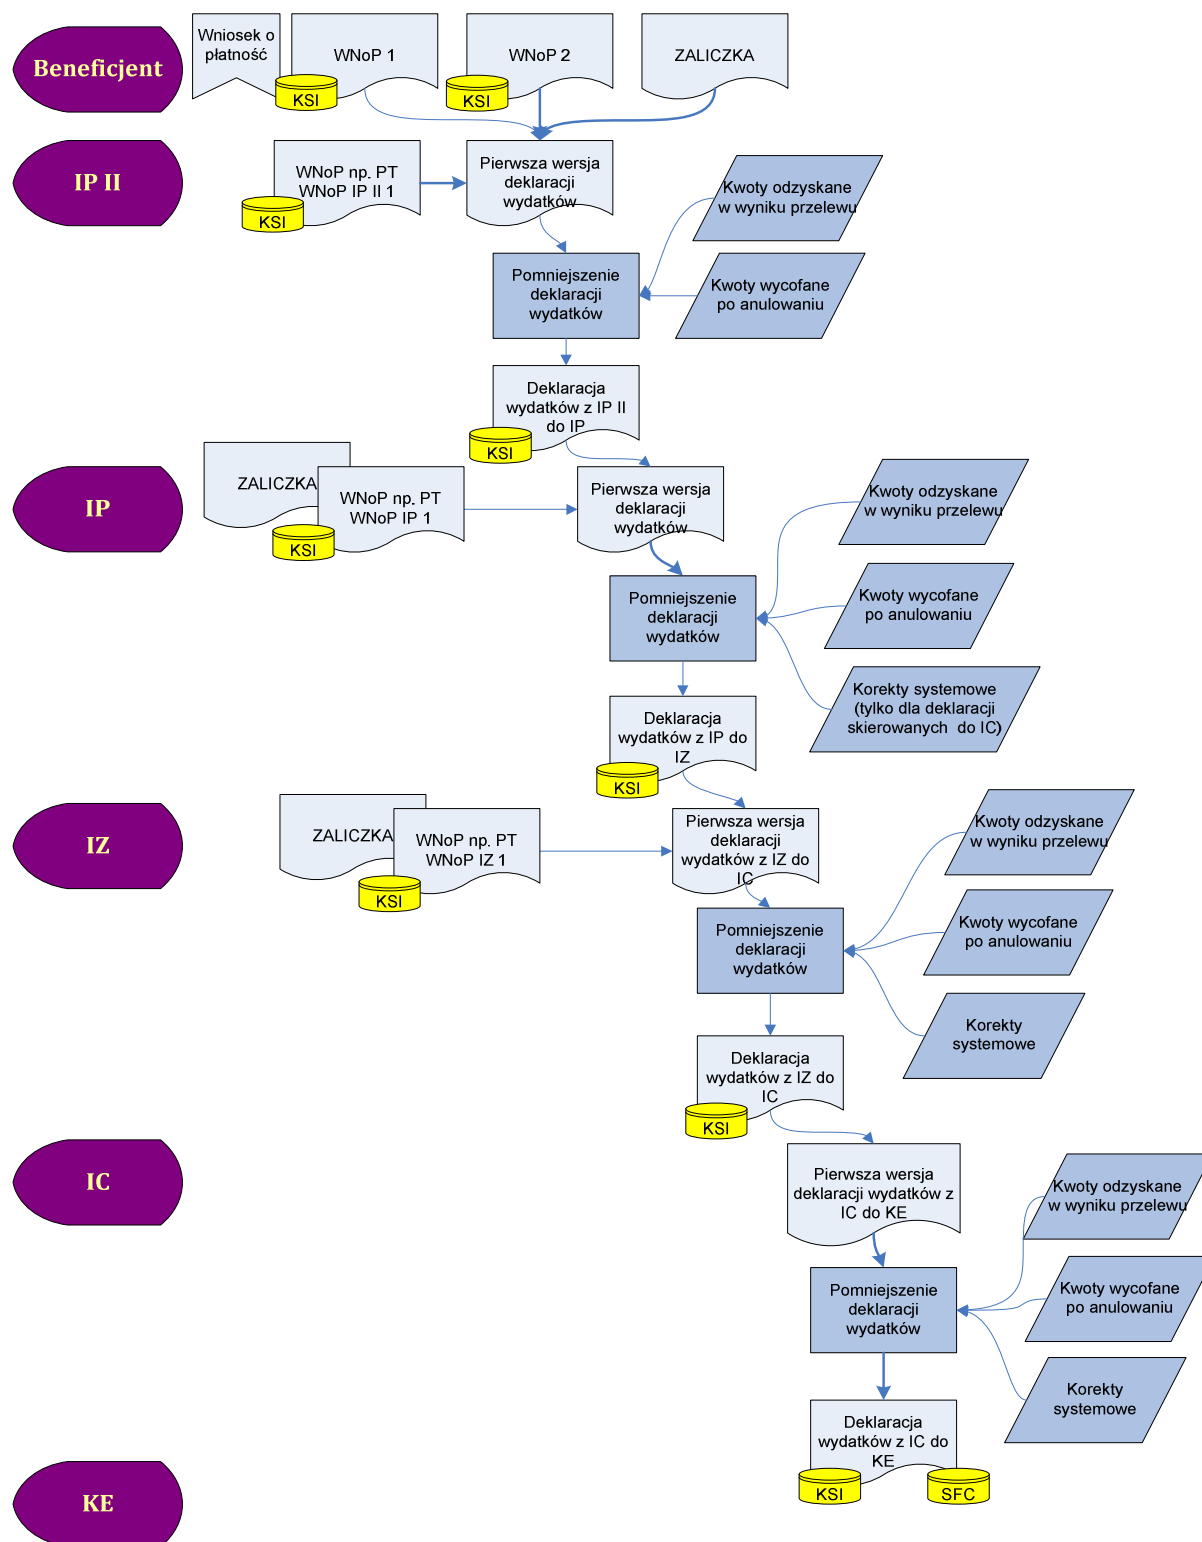 Beneficjent
Wniosek o
płatność
WNoP 1
KSI
WNoP 2
KSI
ZALICZKA
IP II
WNoP np. PT
WNoP IP II 1
KSI
Pierwsza wersja
deklaracji
wydatków
Kwoty odzyskane
w wyniku przelewu
Pomniejszenie
deklaracji
wydatków
Kwoty wycofane
po anulowaniu
Deklaracja
wydatków z IP II
do IP
KSI
IP
ZALICZKA
WNoP np. PT
WNoP IP 1
KSI
Pierwsza wersja
deklaracji
wydatków
Kwoty odzyskane
w wyniku przelewu
Pomniejszenie
deklaracji
wydatków
Kwoty wycofane
po anulowaniu
Korekty systemowe
(tylko dla deklaracji
skierowanych do IC)
Deklaracja
wydatków z IP do
IZ
KSI
IZ
ZALICZKA
WNoP np. PT
WNoP IZ 1
KSI
Pierwsza wersja
deklaracji
wydatków z IZ do
IC
Kwoty odzyskane
w wyniku przelewu
Pomniejszenie
deklaracji
wydatków
Kwoty wycofane
po anulowaniu
Korekty
systemowe
Deklaracja
wydatków z IZ do
IC
KSI
IC
Pierwsza wersja
deklaracji wydatków z
IC do KE
Kwoty odzyskane
w wyniku przelewu
Pomniejszenie
deklaracji
wydatków
Kwoty wycofane
po anulowaniu
Korekty
systemowe
Deklaracja
wydatków z IC do
KE
KSI
SFC
KE